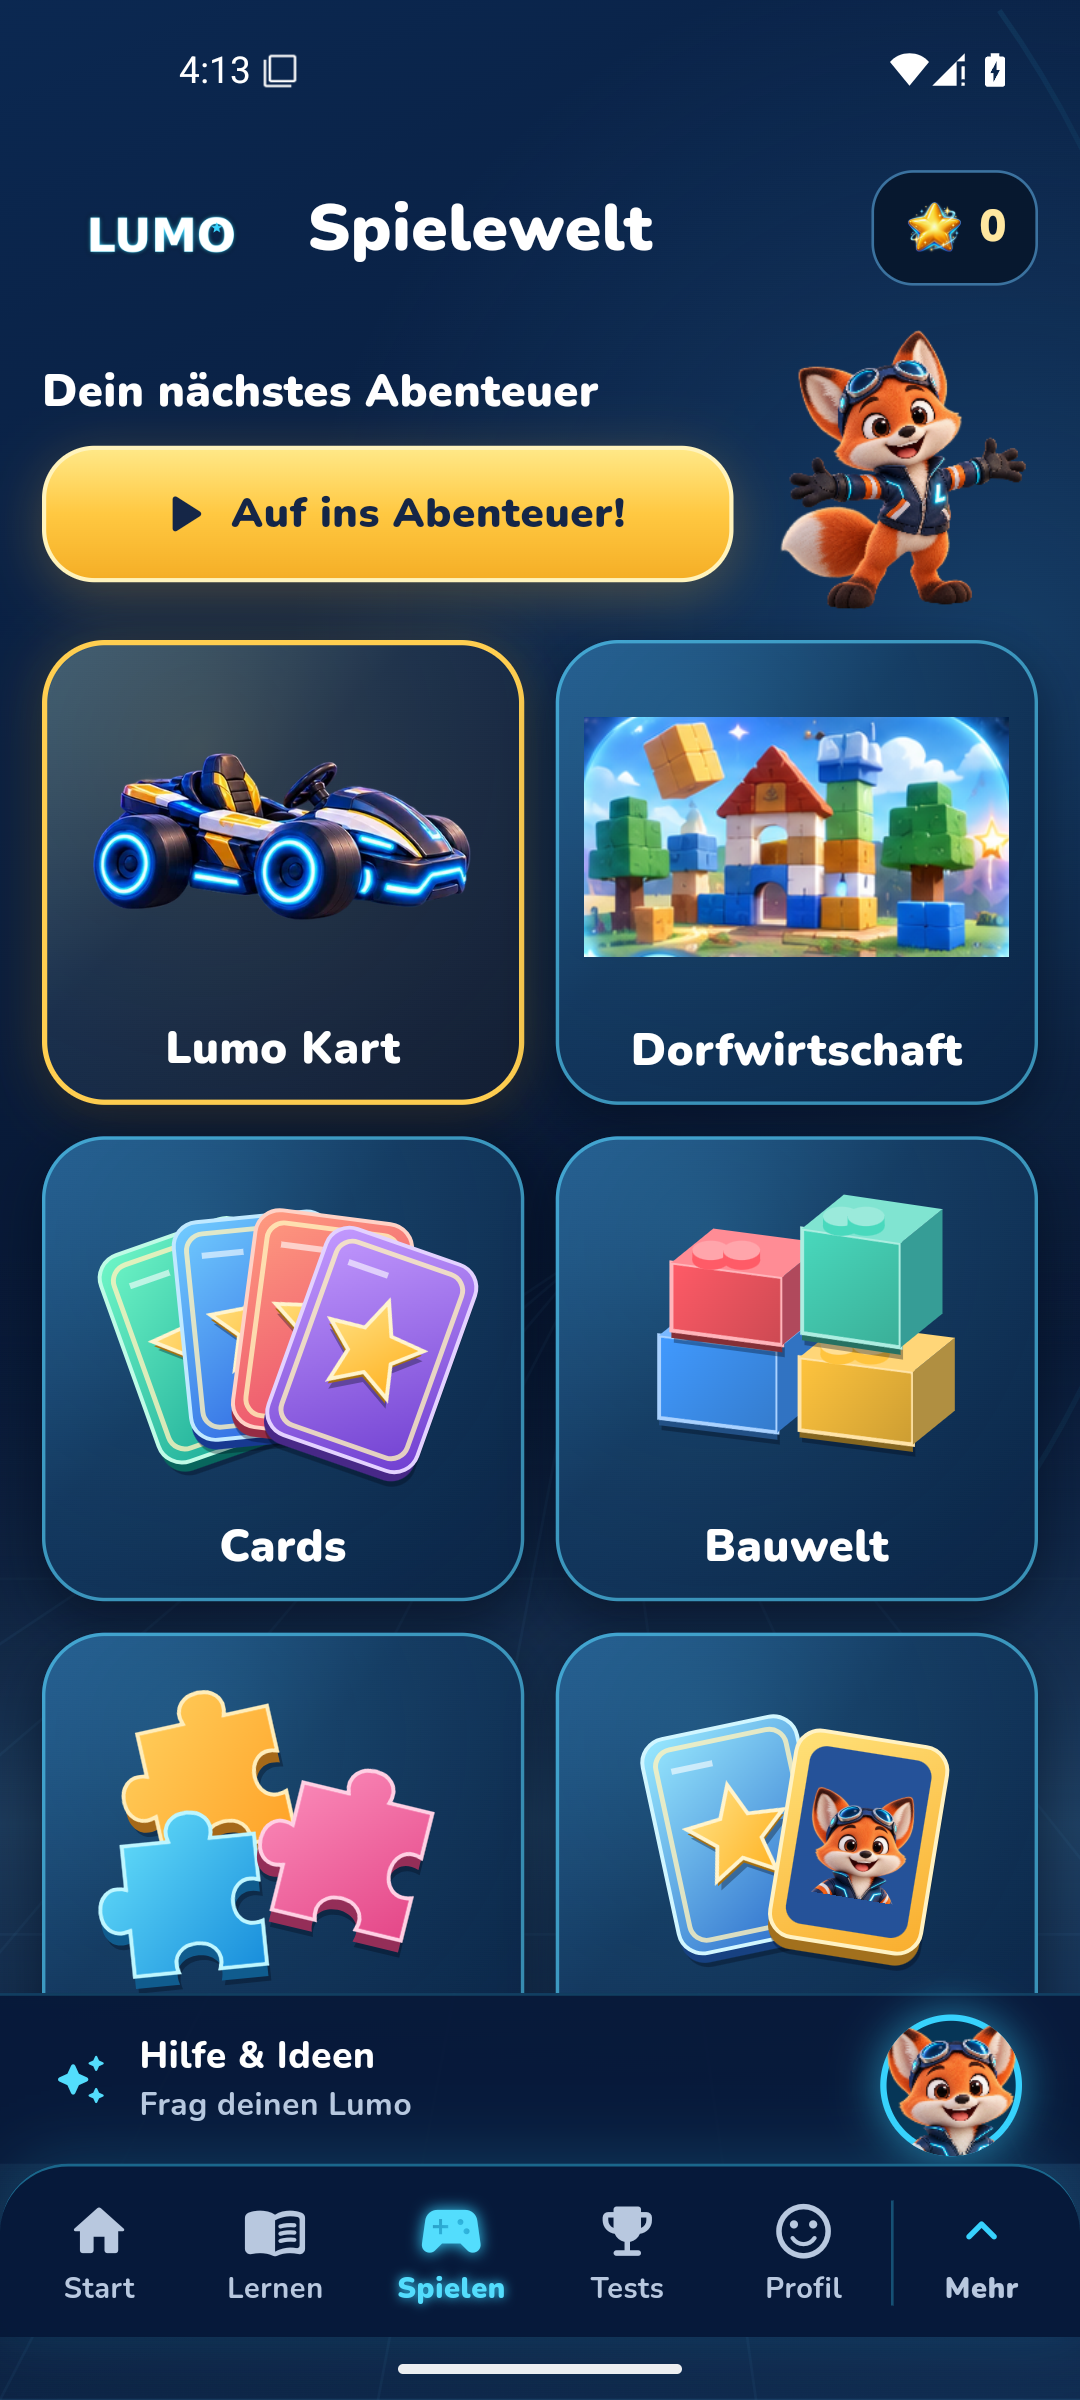 4:13
LUMO
Spielewelt
0
Dein nächstes Abenteuer
Auf ins Abenteuer!
L
Lumo Kart
Dorfwirtschaft
Cards
Bauwelt
Hilfe & Ideen
Frag deinen Lumo
Start
Lernen
Spielen
Tests
Profil
Mehr